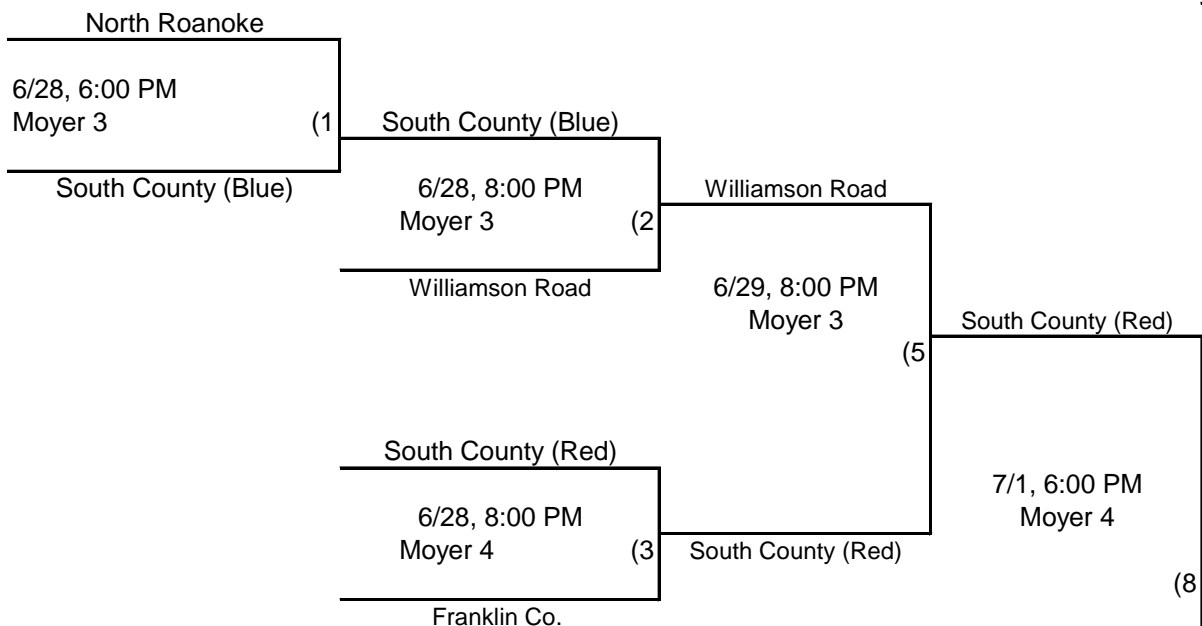 North Roanoke
6/28, 6:00 PM
Moyer 3 (1
South County (Blue)
South County (Blue)
6/28, 8:00 PM
Moyer 3 (2
Williamson Road
Williamson Road
6/29, 8:00 PM
Moyer 3
(5
South County (Red)
South County (Red)
6/28, 8:00 PM
Moyer 4 (3
Franklin Co.
South County (Red)
7/1, 6:00 PM
Moyer 4
(8